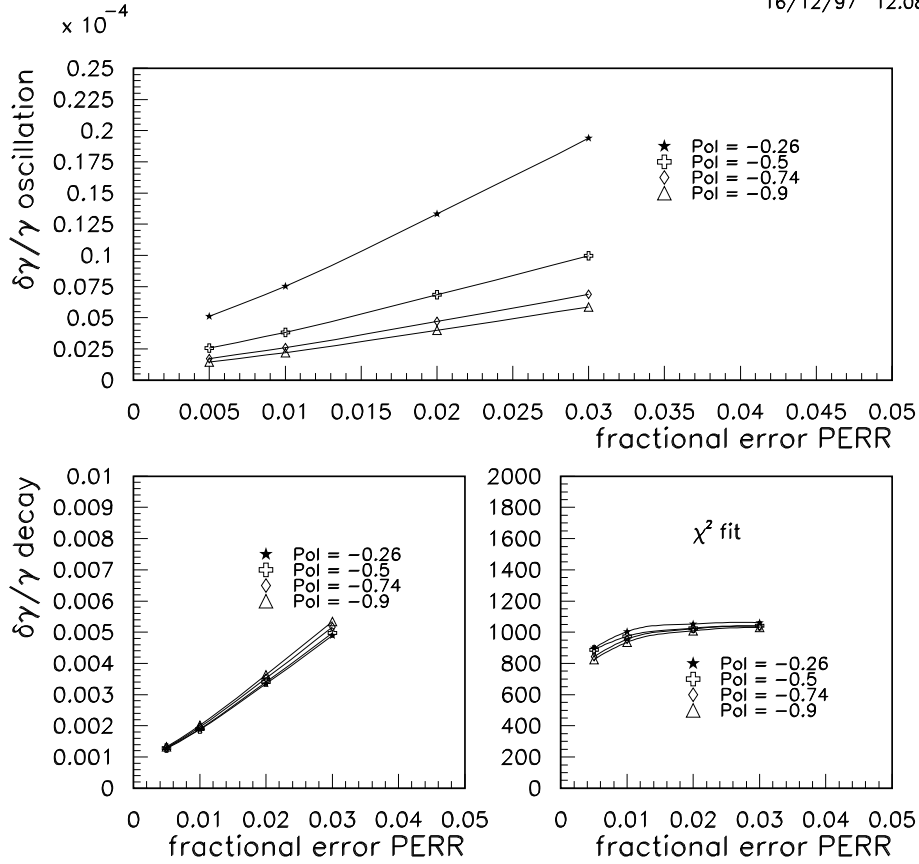 16/12/97 12.08
x 10⁻⁴
δγ/γ oscillation
0.25
0.225
0.2
0.175
0.15
0.125
0.1
0.075
0.05
0.025
0
Pol = −0.26
Pol = −0.5
Pol = −0.74
Pol = −0.9
0 0.005 0.01 0.015 0.02 0.025 0.03 0.035 0.04 0.045 0.05
fractional error PERR
δγ/γ decay
0.01
0.009
0.008
0.007
0.006
0.005
0.004
0.003
0.002
0.001
0
Pol = −0.26
Pol = −0.5
Pol = −0.74
Pol = −0.9
0 0.01 0.02 0.03 0.04 0.05
fractional error PERR
2000
1800
1600
1400
1200
1000
800
600
400
200
0
χ² fit
Pol = −0.26
Pol = −0.5
Pol = −0.74
Pol = −0.9
0 0.01 0.02 0.03 0.04 0.05
fractional error PERR